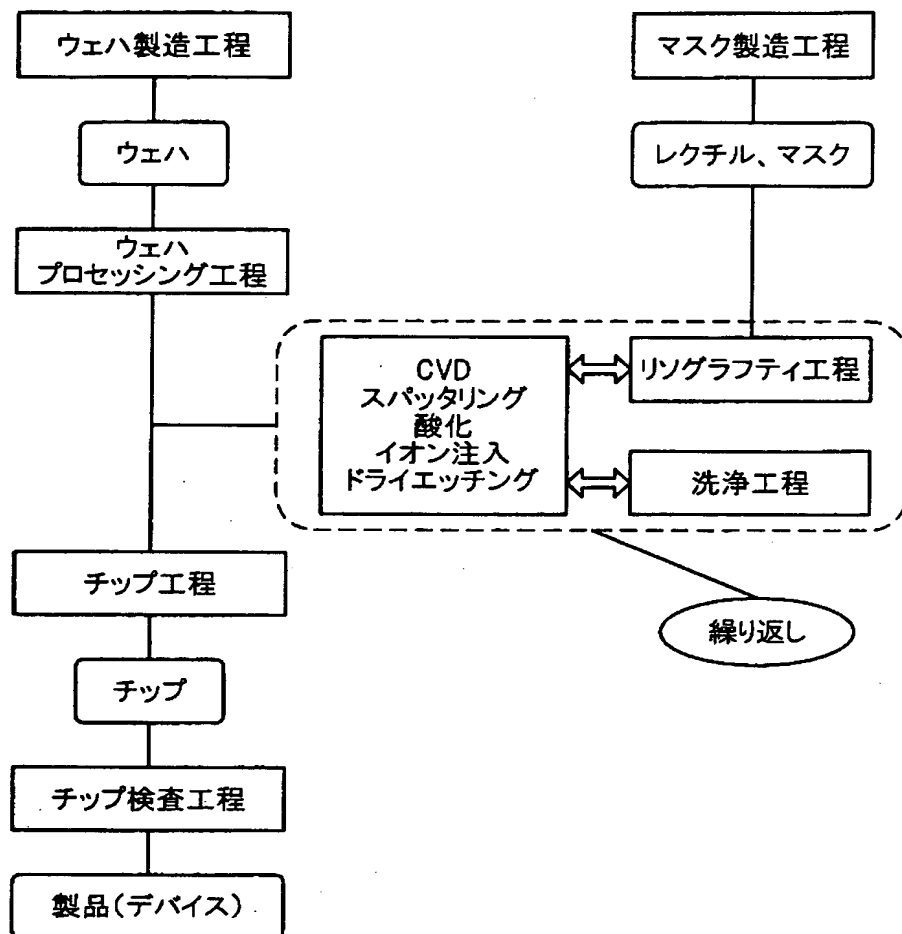 ウェハ製造工程
マスク製造工程
ウェハ
レクチル、マスク
ウェハ
プロセッシング工程
CVD
スパッタリング
酸化
イオン注入
ドライエッチング
リソグラフティ工程
洗浄工程
チップ工程
繰り返し
チップ
チップ検査工程
製品(デバイス)